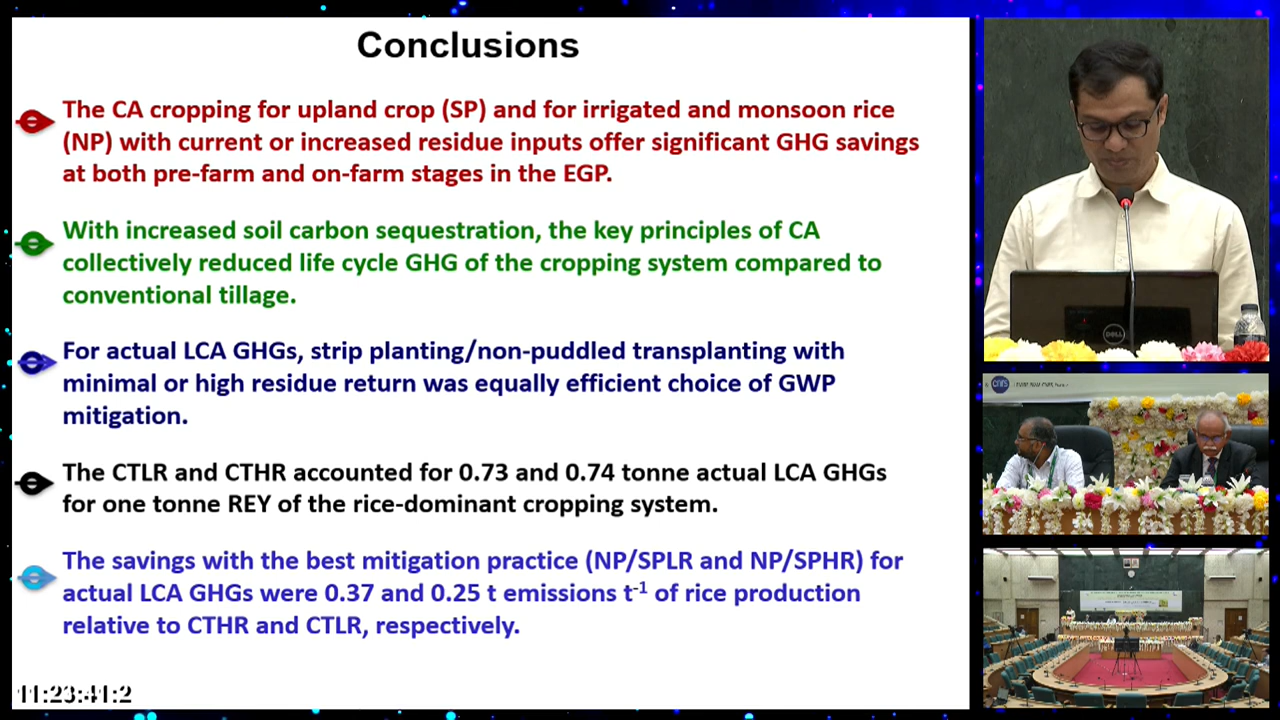 Conclusions
The CA cropping for upland crop (SP) and for irrigated and monsoon rice
(NP) with current or increased residue inputs offer significant GHG savings
at both pre-farm and on-farm stages in the EGP.
With increased soil carbon sequestration, the key principles of CA
collectively reduced life cycle GHG of the cropping system compared to
conventional tillage.
For actual LCA GHGs, strip planting/non-puddled transplanting with
minimal or high residue return was equally efficient choice of GWP
mitigation.
The CTLR and CTHR accounted for 0.73 and 0.74 tonne actual LCA GHGs
for one tonne REY of the rice-dominant cropping system.
The savings with the best mitigation practice (NP/SPLR and NP/SPHR) for
actual LCA GHGs were 0.37 and 0.25 t emissions t⁻¹ of rice production
relative to CTHR and CTLR, respectively.
11:23:41:2
DELL
cnrs